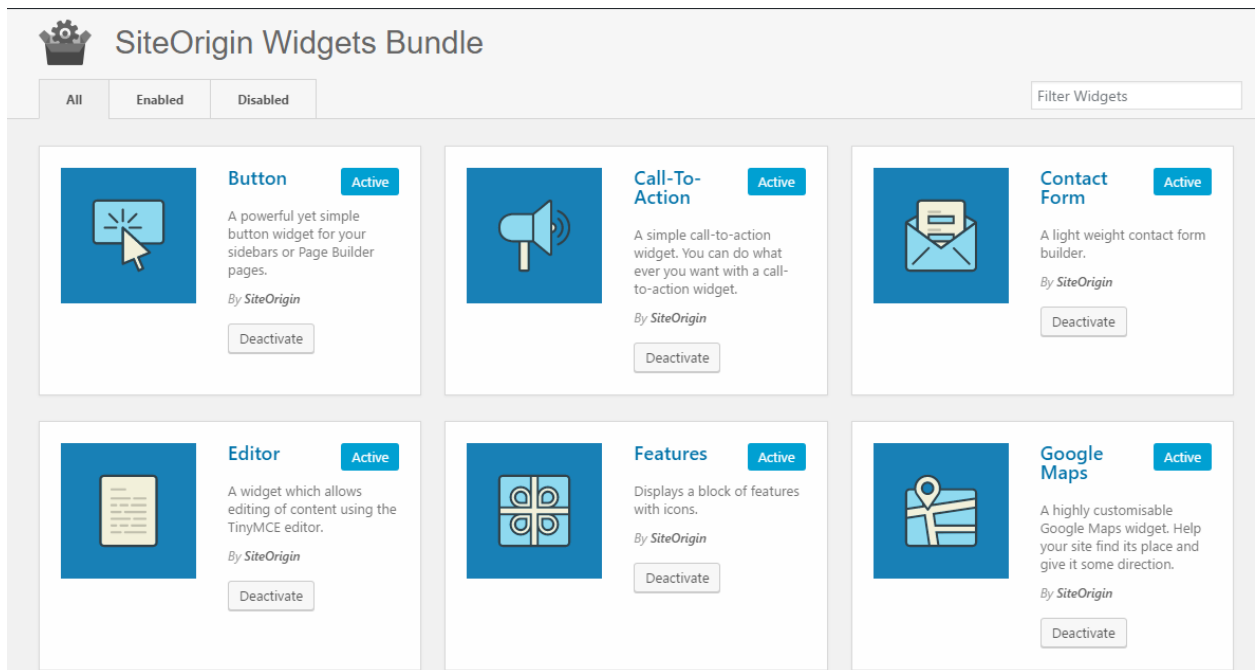 SiteOrigin Widgets Bundle
All
Enabled
Disabled
Filter Widgets
Button
Active
A powerful yet simple
button widget for your
sidebars or Page Builder
pages.
By SiteOrigin
Deactivate
Call-To-
Action
Active
A simple call-to-action
widget. You can do what
ever you want with a call-
to-action widget.
By SiteOrigin
Deactivate
Contact
Form
Active
A light weight contact form
builder.
By SiteOrigin
Deactivate
Editor
Active
A widget which allows
editing of content using the
TinyMCE editor.
By SiteOrigin
Deactivate
Features
Active
Displays a block of features
with icons.
By SiteOrigin
Deactivate
Google
Maps
Active
A highly customisable
Google Maps widget. Help
your site find its place and
give it some direction.
By SiteOrigin
Deactivate